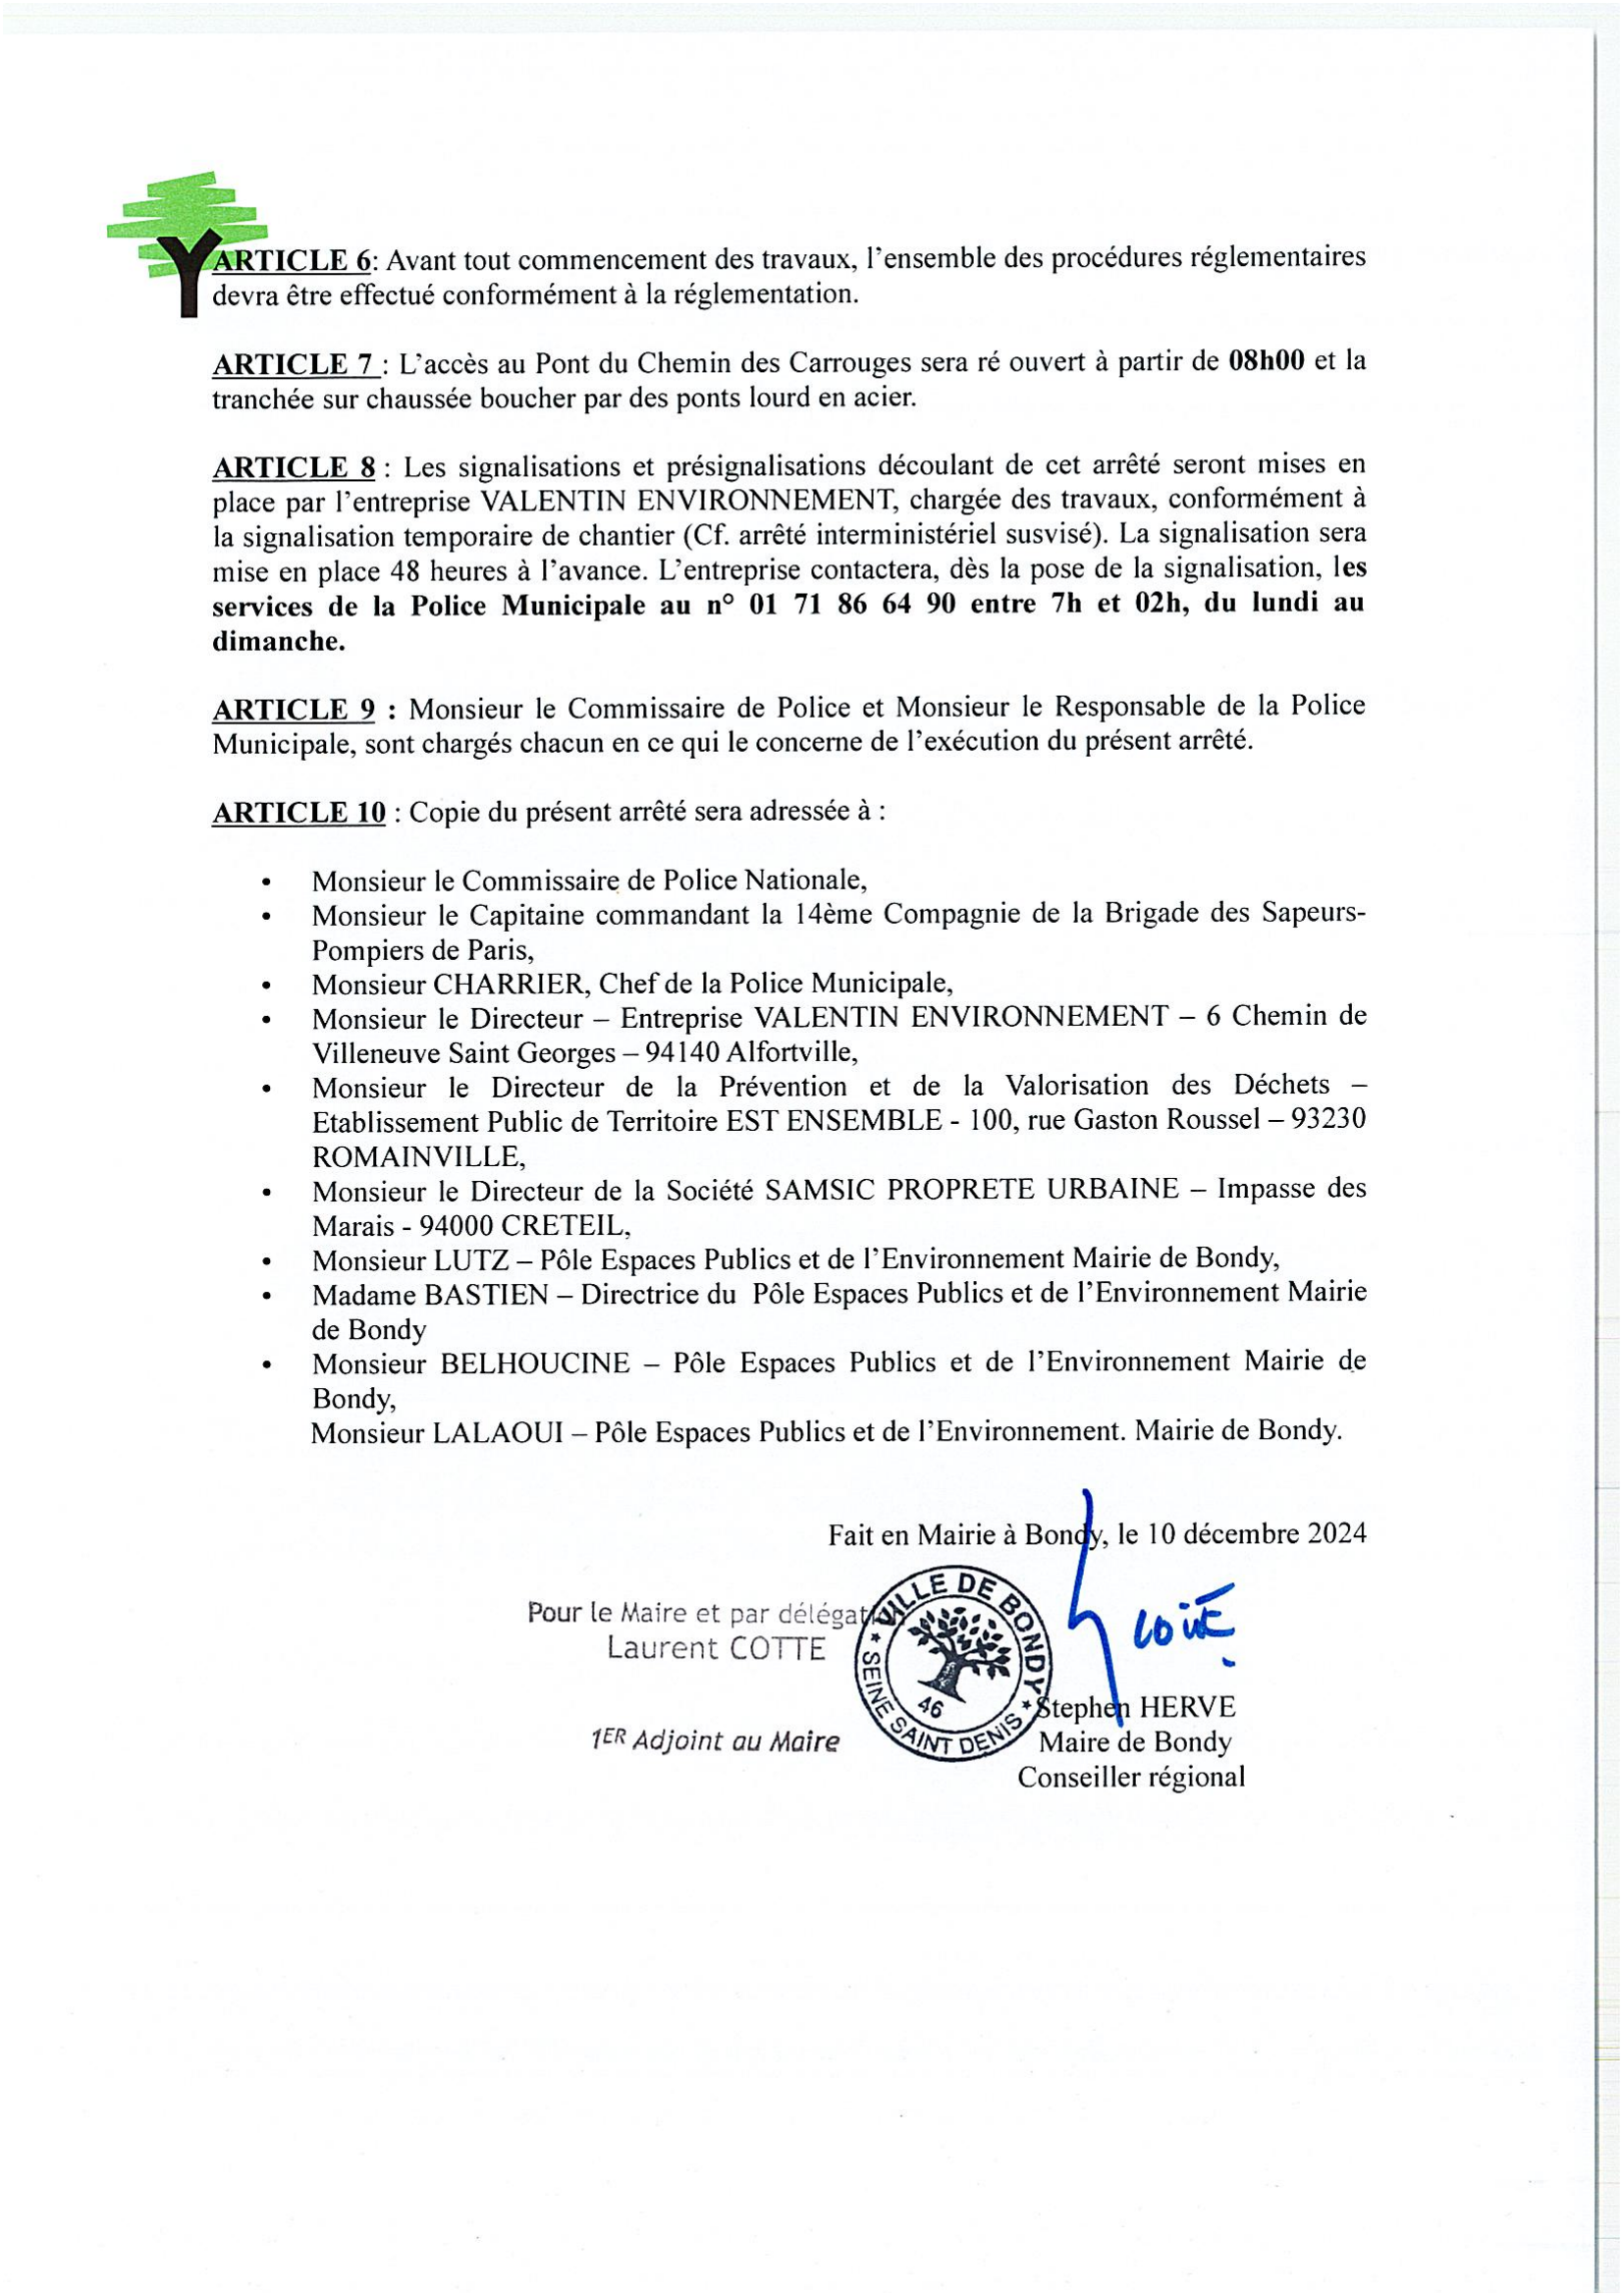 ARTICLE 6: Avant tout commencement des travaux, l’ensemble des procédures réglementaires
devra être effectué conformément à la réglementation.
ARTICLE 7 : L’accès au Pont du Chemin des Carrouges sera ré ouvert à partir de 08h00 et la
tranchée sur chaussée boucher par des ponts lourd en acier.
ARTICLE 8 : Les signalisations et présignalisations découlant de cet arrêté seront mises en
place par l’entreprise VALENTIN ENVIRONNEMENT, chargée des travaux, conformément à
la signalisation temporaire de chantier (Cf. arrêté interministériel susvisé). La signalisation sera
mise en place 48 heures à l’avance. L’entreprise contactera, dès la pose de la signalisation, les
services de la Police Municipale au n° 01 71 86 64 90 entre 7h et 02h, du lundi au
dimanche.
ARTICLE 9 : Monsieur le Commissaire de Police et Monsieur le Responsable de la Police
Municipale, sont chargés chacun en ce qui le concerne de l’exécution du présent arrêté.
ARTICLE 10 : Copie du présent arrêté sera adressée à :
• Monsieur le Commissaire de Police Nationale,
• Monsieur le Capitaine commandant la 14ème Compagnie de la Brigade des Sapeurs-
Pompiers de Paris,
• Monsieur CHARRIER, Chef de la Police Municipale,
• Monsieur le Directeur – Entreprise VALENTIN ENVIRONNEMENT – 6 Chemin de
Villeneuve Saint Georges – 94140 Alfortville,
• Monsieur le Directeur de la Prévention et de la Valorisation des Déchets –
Etablissement Public de Territoire EST ENSEMBLE - 100, rue Gaston Roussel – 93230
ROMAINVILLE,
• Monsieur le Directeur de la Société SAMSIC PROPRETE URBAINE – Impasse des
Marais - 94000 CRETEIL,
• Monsieur LUTZ – Pôle Espaces Publics et de l’Environnement Mairie de Bondy,
• Madame BASTIEN – Directrice du Pôle Espaces Publics et de l’Environnement Mairie
de Bondy
• Monsieur BELHOUCINE – Pôle Espaces Publics et de l’Environnement Mairie de
Bondy,
Monsieur LALAOUI – Pôle Espaces Publics et de l’Environnement. Mairie de Bondy.
Fait en Mairie à Bondy, le 10 décembre 2024
Pour le Maire et par délégat
Laurent COTTE
1ER Adjoint au Maire
VILLE DE BONDY
SEINE SAINT DENIS
46
Stephen HERVE
Maire de Bondy
Conseiller régional